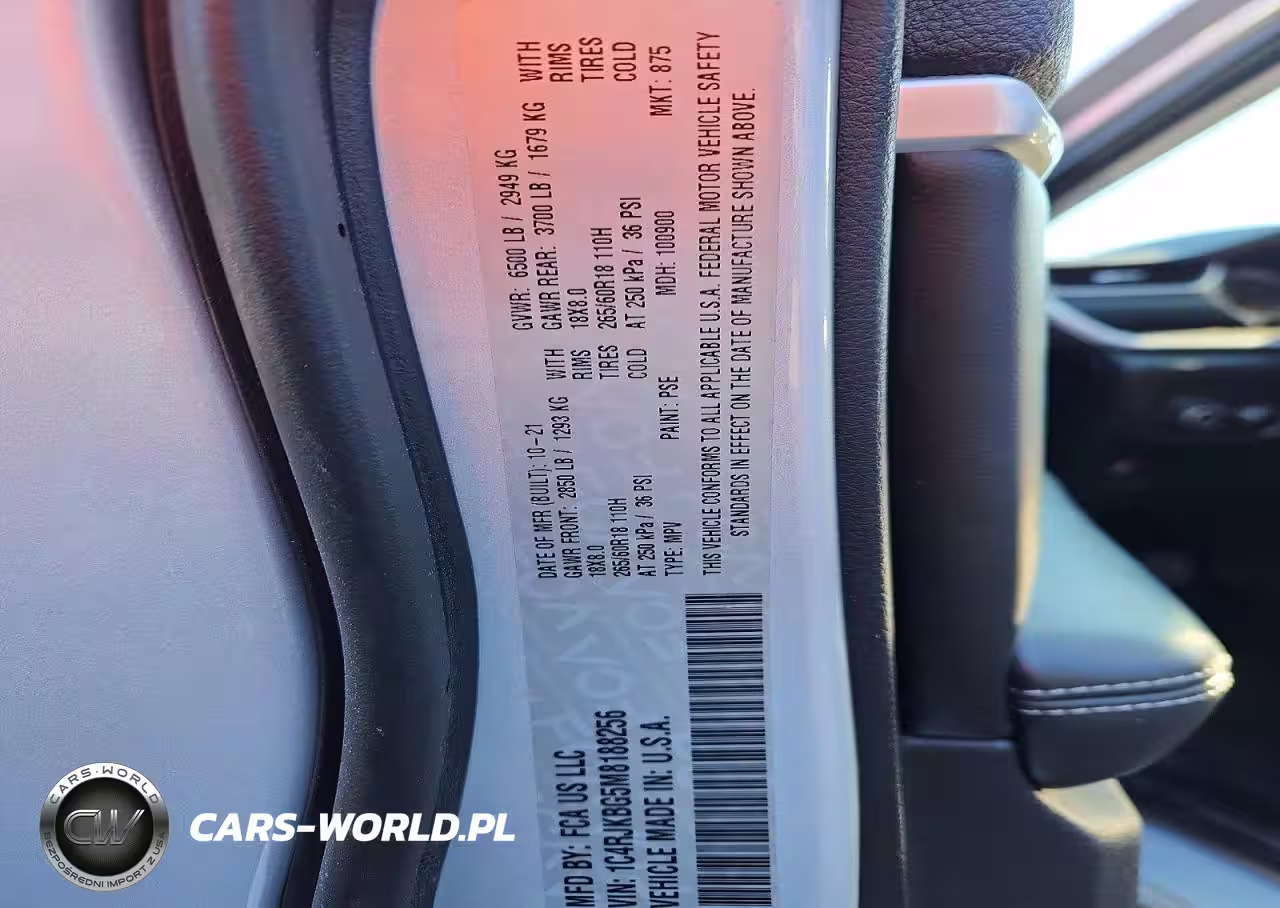 MFD BY: FCA US LLC
VIN: 1C4RJKBG5M8188256
VEHICLE MADE IN: U.S.A.
DATE OF MFR (BUILT): 10-21
GAWR FRONT: 2850 LB / 1293 KG WITH
18X8.0 RIMS
265/60R18 110H TIRES
AT 250 kPa / 36 PSI COLD
TYPE: MPV PAINT: PSE
GVWR: 6500 LB / 2949 KG
GAWR REAR: 3700 LB / 1679 KG WITH
18X8.0 RIMS
265/60R18 110H TIRES
AT 250 kPa / 36 PSI COLD
MDH: 100900 MKT: 875
THIS VEHICLE CONFORMS TO ALL APPLICABLE U.S.A. FEDERAL MOTOR VEHICLE SAFETY
STANDARDS IN EFFECT ON THE DATE OF MANUFACTURE SHOWN ABOVE.
CARS-WORLD
CW
BEZPOŚREDNI IMPORT Z USA
CARS-WORLD.PL